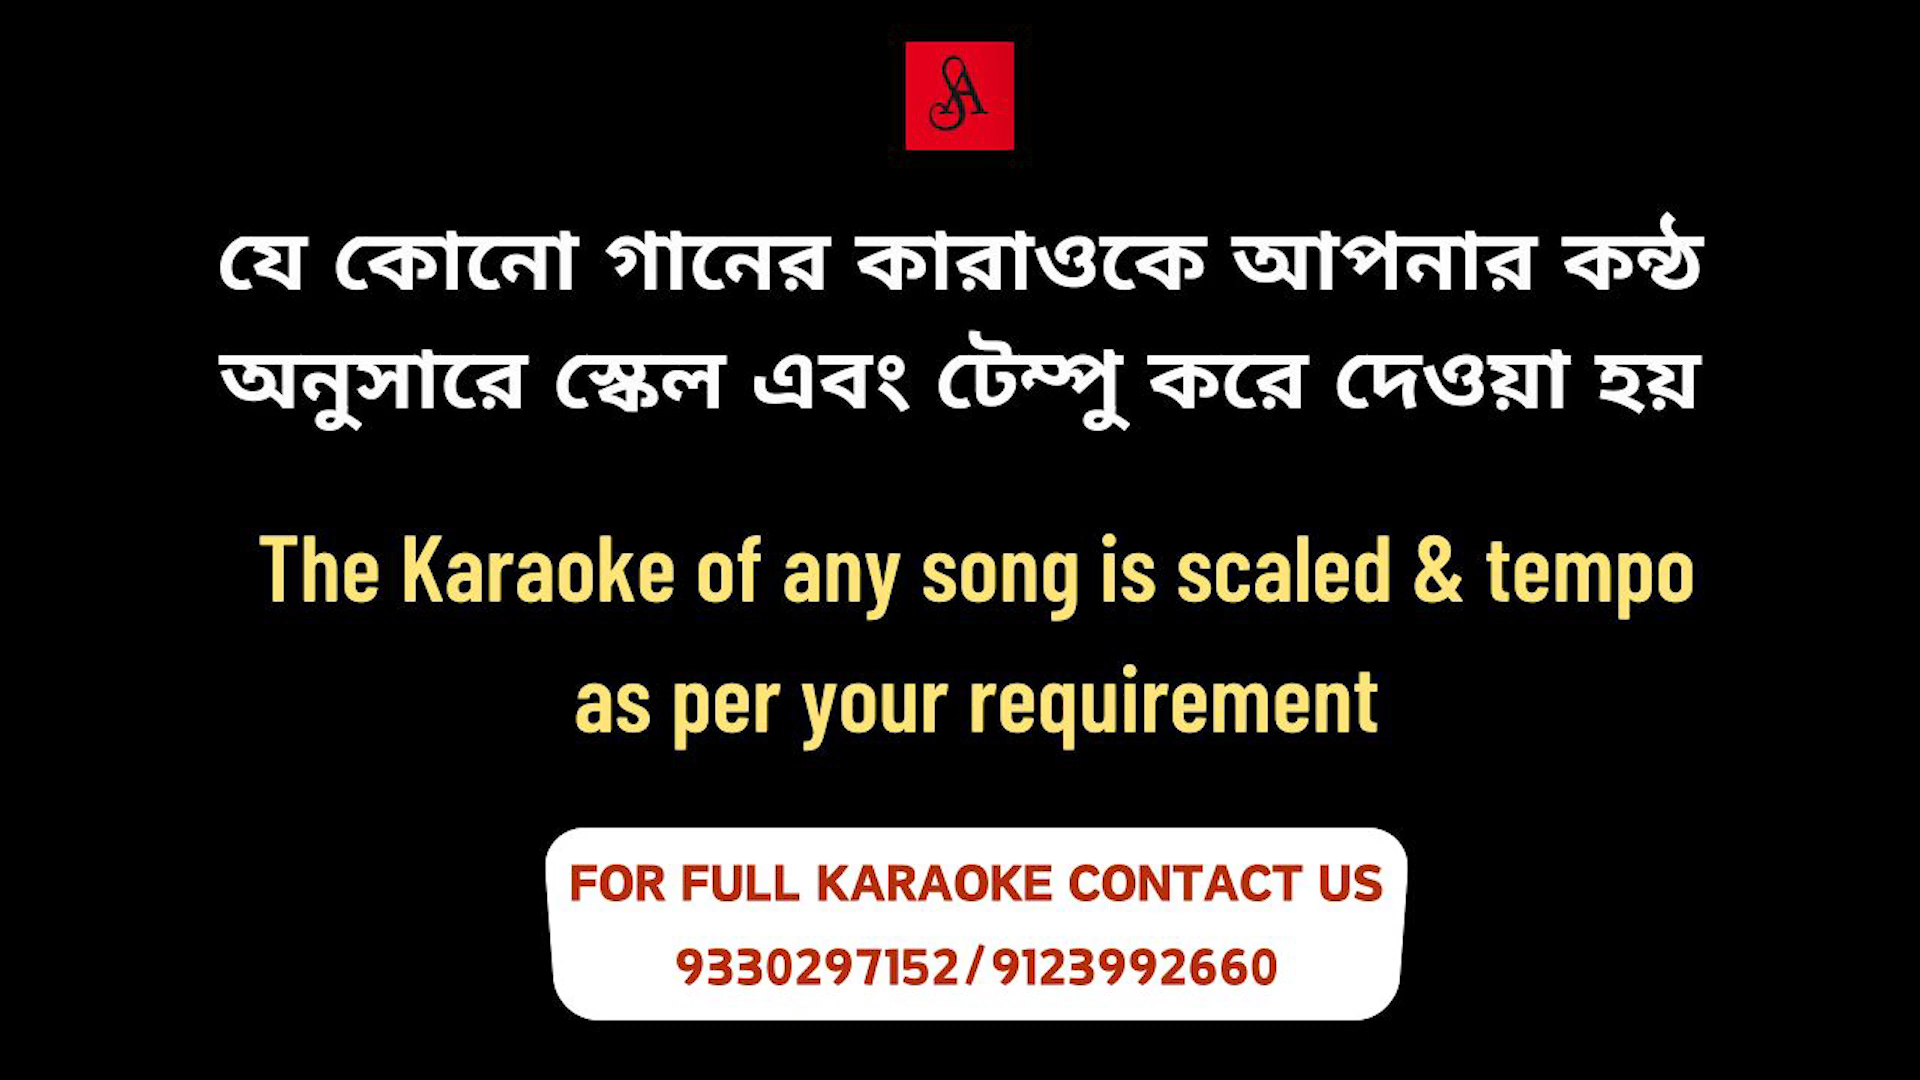 SA
যে কোনো গানের কারাওকে আপনার কন্ঠ
অনুসারে স্কেল এবং টেম্পু করে দেওয়া হয়
The Karaoke of any song is scaled & tempo
as per your requirement
FOR FULL KARAOKE CONTACT US
9330297152/9123992660